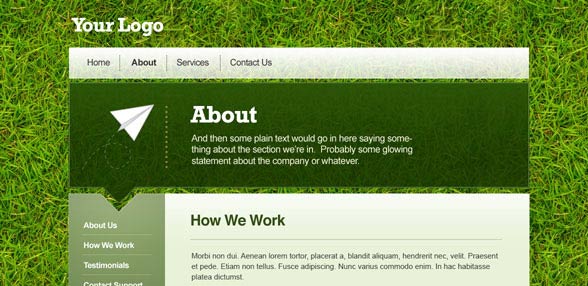 Your Logo
Home
About
Services
Contact Us
About
And then some plain text would go in here saying some-
thing about the section we're in. Probably some glowing
statement about the company or whatever.
About Us
How We Work
Testimonials
Contact Support
How We Work
Morbi non dui. Aenean lorem tortor, placerat a, blandit aliquam, hendrerit nec, velit. Praesent
et pede. Etiam non tellus. Fusce adipiscing. Nunc varius commodo enim. In hac habitasse
platea dictumst.